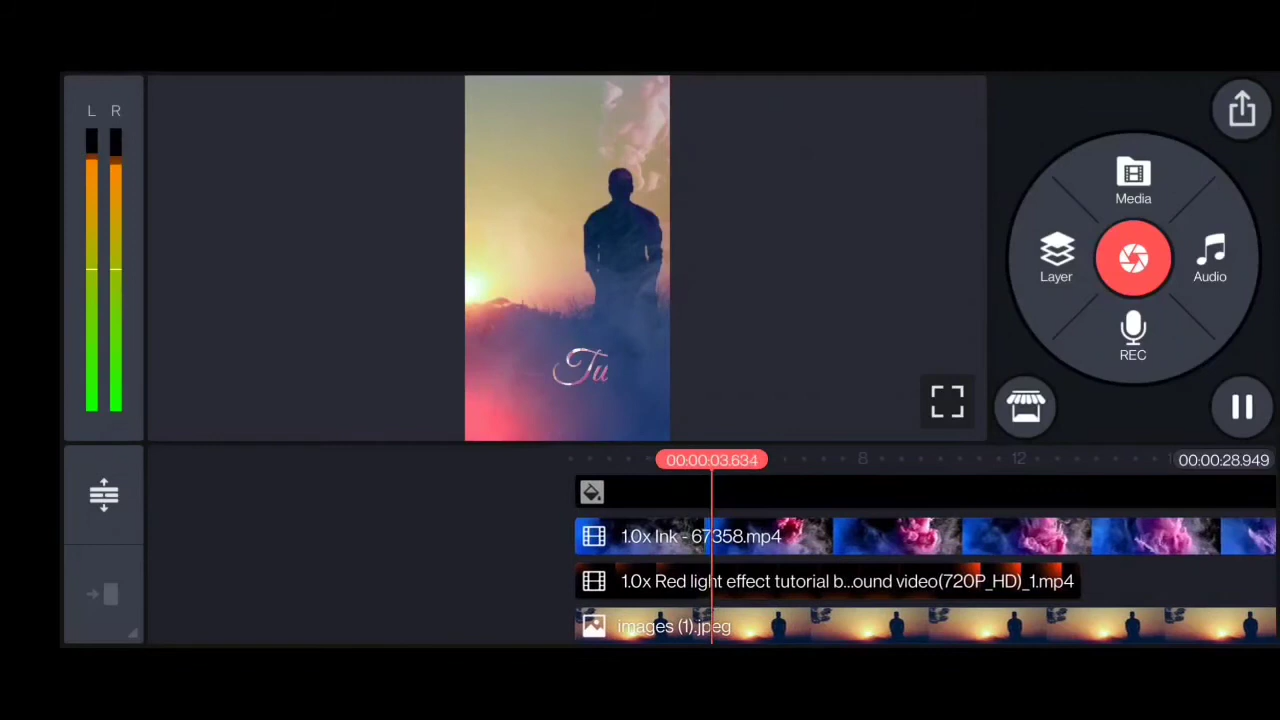 L R
Media
Layer
Audio
REC
Tu
00:00:03.634
8
12
00:00:28.949
1.0x Ink - 67358.mp4
1.0x Red light effect tutorial b...ound video(720P_HD)_1.mp4
images (1).jpeg